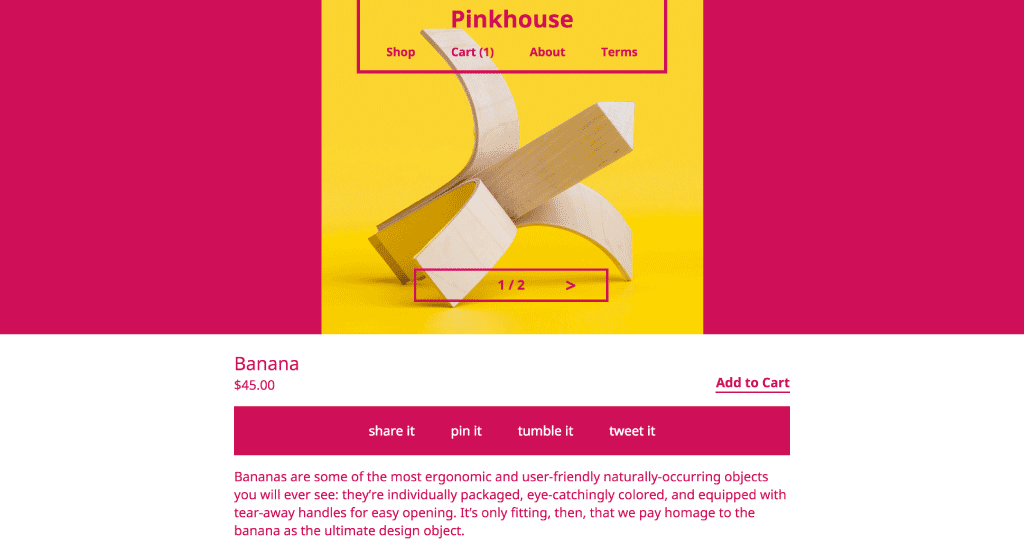 Pinkhouse
Shop Cart (1) About Terms
1 / 2 >
Banana
$45.00
Add to Cart
share it pin it tumble it tweet it
Bananas are some of the most ergonomic and user-friendly naturally-occurring objects
you will ever see: they’re individually packaged, eye-catchingly colored, and equipped with
tear-away handles for easy opening. It’s only fitting, then, that we pay homage to the
banana as the ultimate design object.